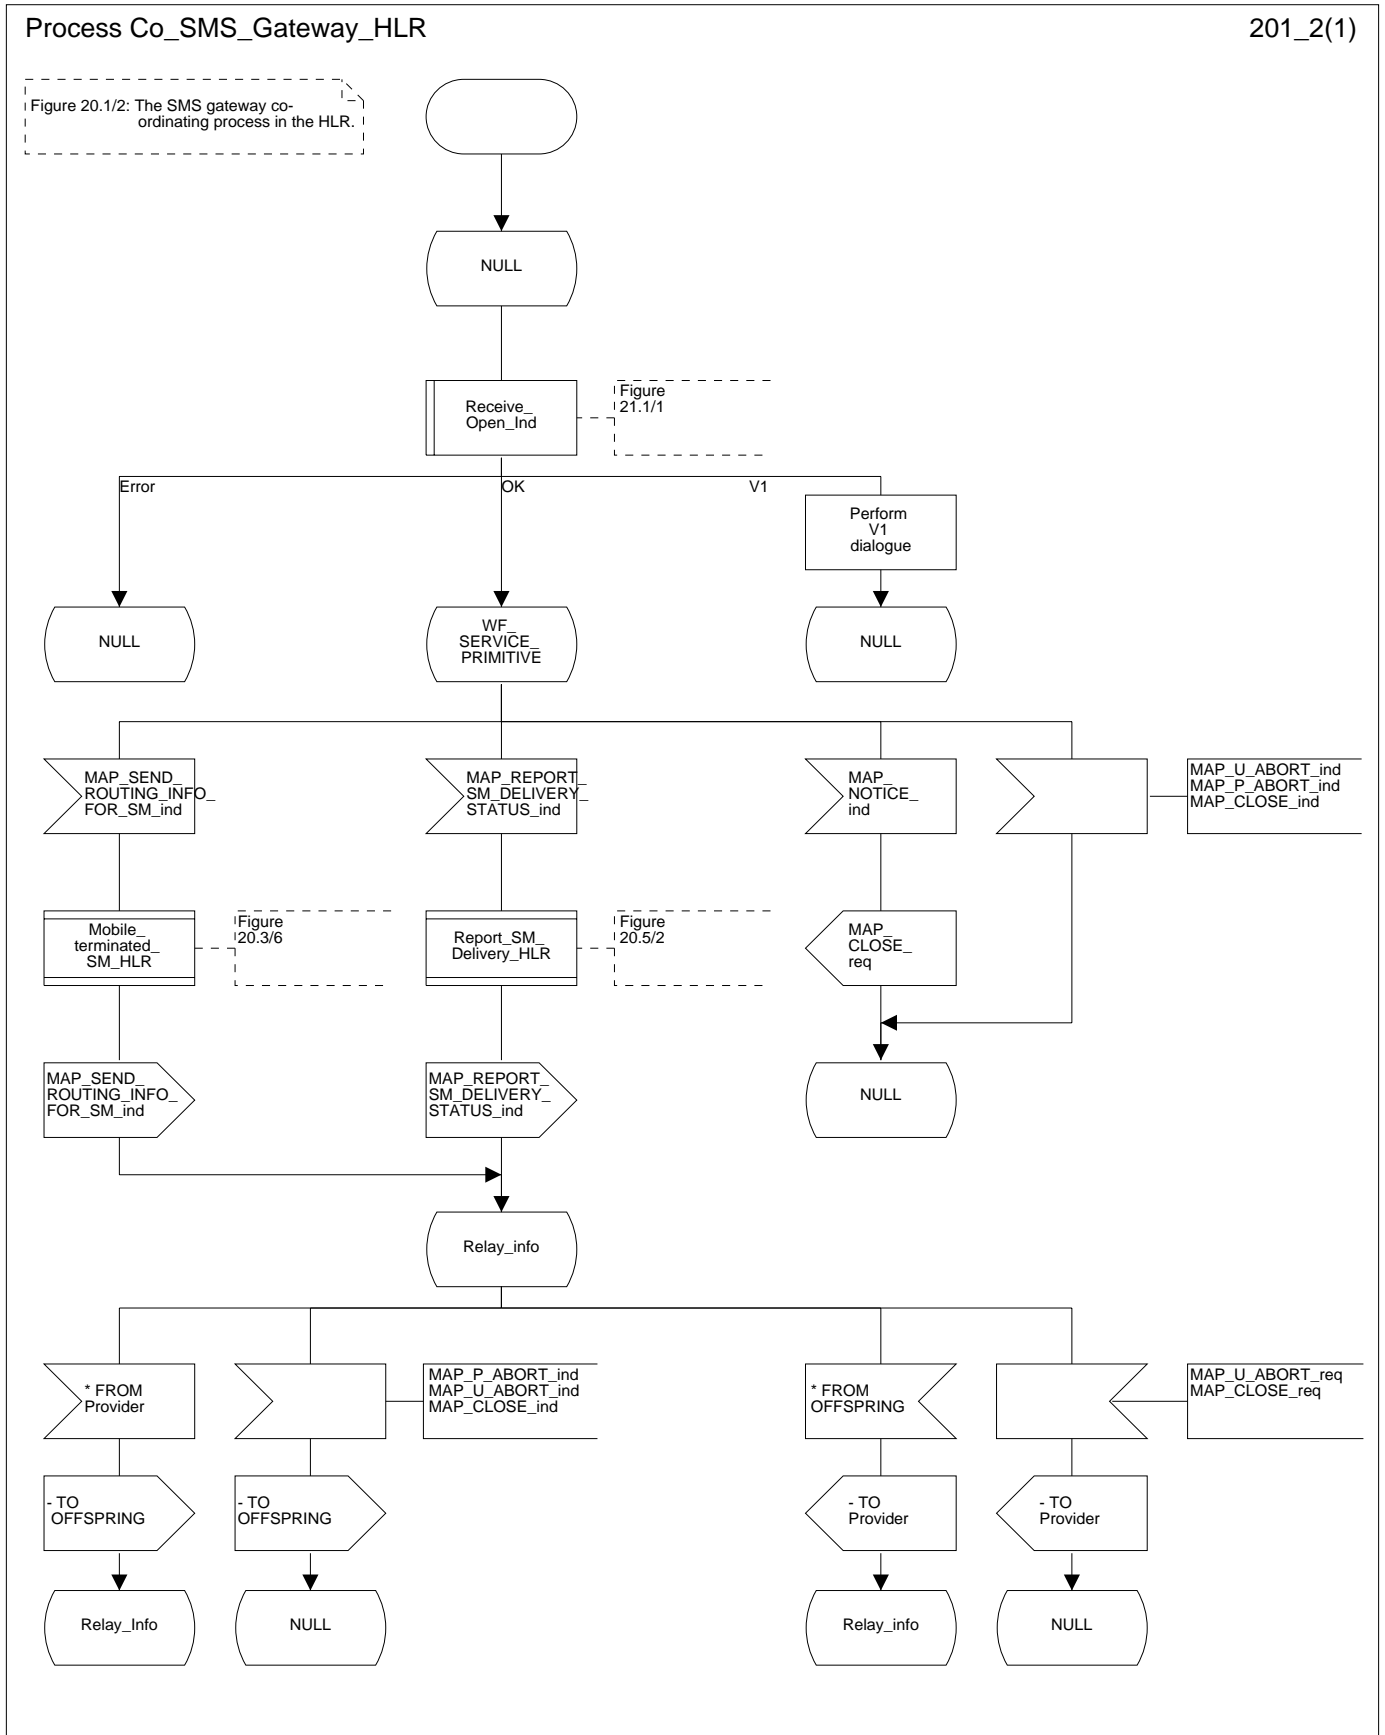 Process Co_SMS_Gateway_HLR
201_2(1)
Figure 20.1/2: The SMS gateway co-
ordinating process in the HLR.
NULL
Receive_
Open_Ind
Figure
21.1/1
Error
OK
V1
Perform
V1
dialogue
NULL
WF_
SERVICE_
PRIMITIVE
NULL
MAP_SEND_
ROUTING_INFO_
FOR_SM_ind
MAP_REPORT_
SM_DELIVERY_
STATUS_ind
MAP_
NOTICE_
ind
MAP_U_ABORT_ind
MAP_P_ABORT_ind
MAP_CLOSE_ind
Mobile_
terminated_
SM_HLR
Figure
20.3/6
Report_SM_
Delivery_HLR
Figure
20.5/2
MAP_
CLOSE_
req
MAP_SEND_
ROUTING_INFO_
FOR_SM_ind
MAP_REPORT_
SM_DELIVERY_
STATUS_ind
NULL
Relay_info
* FROM
Provider
MAP_P_ABORT_ind
MAP_U_ABORT_ind
MAP_CLOSE_ind
* FROM
OFFSPRING
MAP_U_ABORT_req
MAP_CLOSE_req
- TO
OFFSPRING
- TO
OFFSPRING
- TO
Provider
- TO
Provider
Relay_Info
NULL
Relay_info
NULL